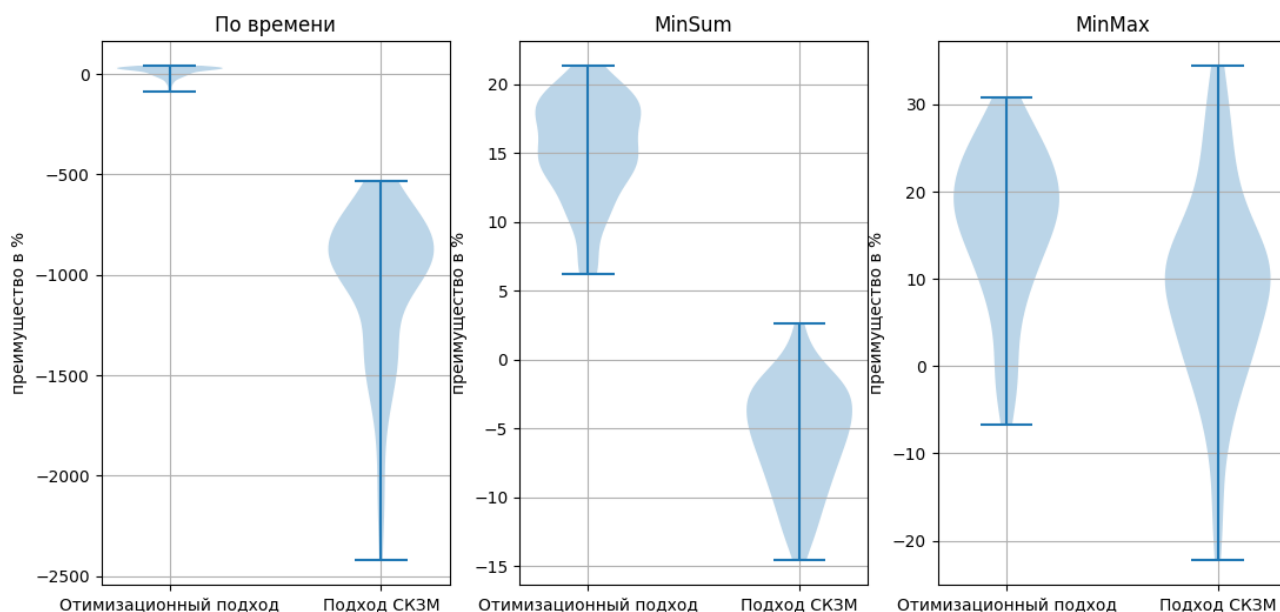 По времени
преимущество в %
0
−500
−1000
−1500
−2000
−2500
Отимизационный подход
Подход СКЗМ
MinSum
преимущество в %
20
15
10
5
0
−5
−10
−15
Отимизационный подход
Подход СКЗМ
MinMax
преимущество в %
30
20
10
0
−10
−20
Отимизационный подход
Подход СКЗМ